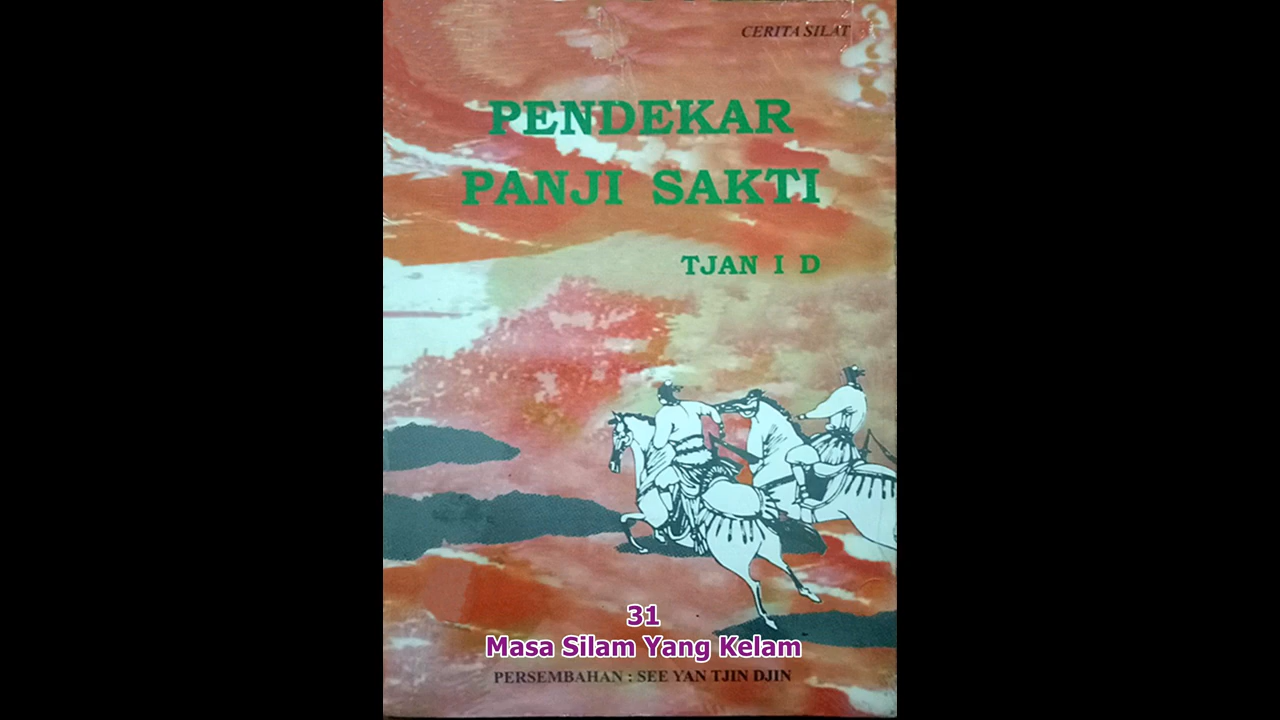 CERITA SILAT
PENDEKAR
PANJI SAKTI
TJAN I D
31
Masa Silam Yang Kelam
PERSEMBAHAN : SEE YAN TJIN DJIN